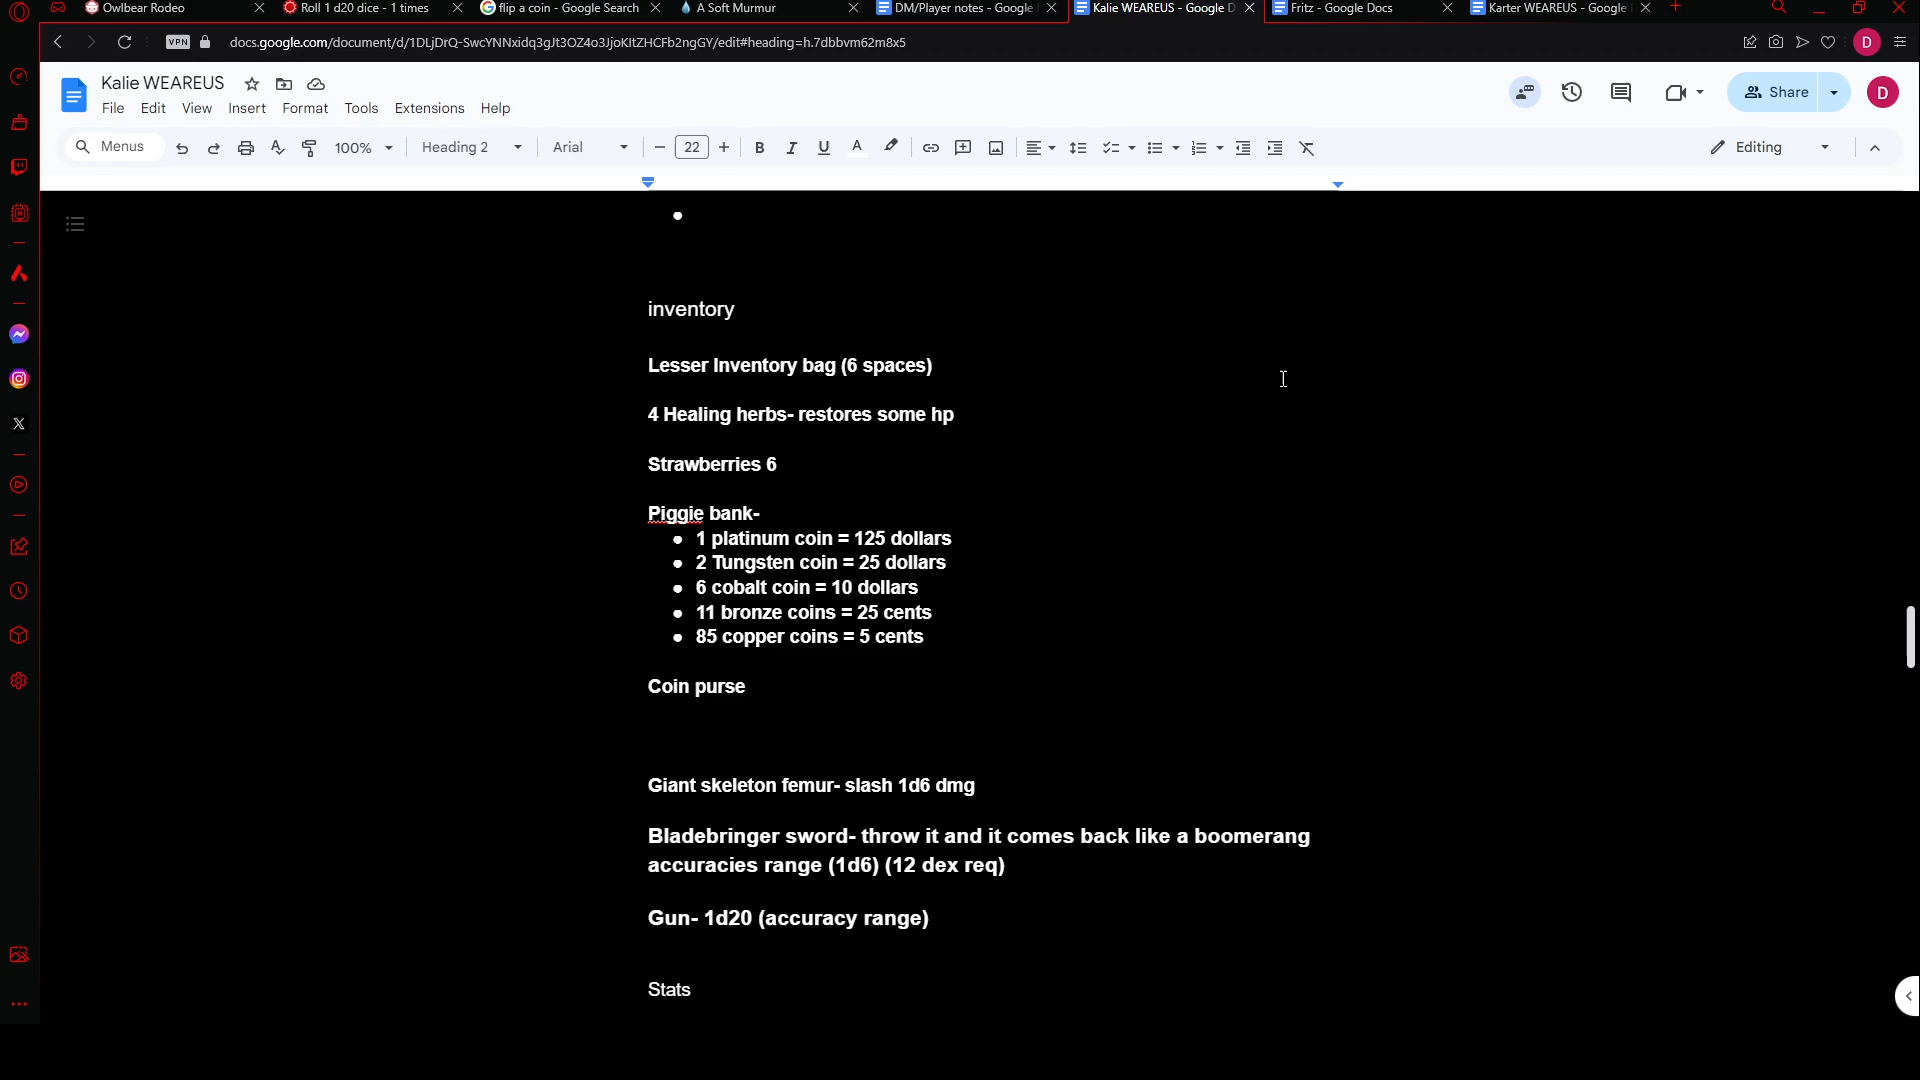 Owlbear Rodeo
Roll 1 d20 dice - 1 times
flip a coin - Google Search
A Soft Murmur
DM/Player notes - Google
Kalie WEAREUS - Google D
Fritz - Google Docs
Karter WEAREUS - Google
VPN
docs.google.com/document/d/1DLjDrQ-SwcYNNxidq3gJt3OZ4o3JjoKItZHCFb2ngGY/edit#heading=h.7dbbvm62m8x5
D
Kalie WEAREUS
File Edit View Insert Format Tools Extensions Help
Share
D
Menus
100%
Heading 2
Arial
22
Editing
inventory
Lesser Inventory bag (6 spaces)
4 Healing herbs- restores some hp
Strawberries 6
Piggie bank-
● 1 platinum coin = 125 dollars
● 2 Tungsten coin = 25 dollars
● 6 cobalt coin = 10 dollars
● 11 bronze coins = 25 cents
● 85 copper coins = 5 cents
Coin purse
Giant skeleton femur- slash 1d6 dmg
Bladebringer sword- throw it and it comes back like a boomerang
accuracies range (1d6) (12 dex req)
Gun- 1d20 (accuracy range)
Stats